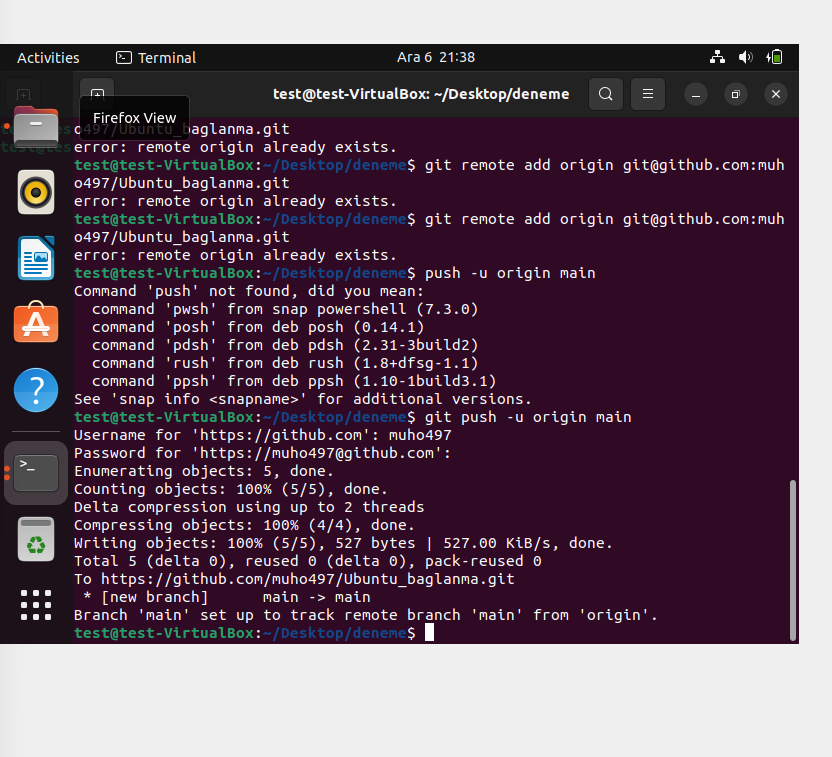 Activities
Terminal
Ara 6 21:38
test@test-VirtualBox: ~/Desktop/deneme
Firefox View
o497/Ubuntu_baglanma.git
error: remote origin already exists.
test@test-VirtualBox:~/Desktop/deneme$ git remote add origin git@github.com:muh
o497/Ubuntu_baglanma.git
error: remote origin already exists.
test@test-VirtualBox:~/Desktop/deneme$ git remote add origin git@github.com:muh
o497/Ubuntu_baglanma.git
error: remote origin already exists.
test@test-VirtualBox:~/Desktop/deneme$ push -u origin main
Command 'push' not found, did you mean:
  command 'pwsh' from snap powershell (7.3.0)
  command 'posh' from deb posh (0.14.1)
  command 'pdsh' from deb pdsh (2.31-3build2)
  command 'rush' from deb rush (1.8+dfsg-1.1)
  command 'ppsh' from deb ppsh (1.10-1build3.1)
See 'snap info <snapname>' for additional versions.
test@test-VirtualBox:~/Desktop/deneme$ git push -u origin main
Username for 'https://github.com': muho497
Password for 'https://muho497@github.com':
Enumerating objects: 5, done.
Counting objects: 100% (5/5), done.
Delta compression using up to 2 threads
Compressing objects: 100% (4/4), done.
Writing objects: 100% (5/5), 527 bytes | 527.00 KiB/s, done.
Total 5 (delta 0), reused 0 (delta 0), pack-reused 0
To https://github.com/muho497/Ubuntu_baglanma.git
 * [new branch]      main -> main
Branch 'main' set up to track remote branch 'main' from 'origin'.
test@test-VirtualBox:~/Desktop/deneme$